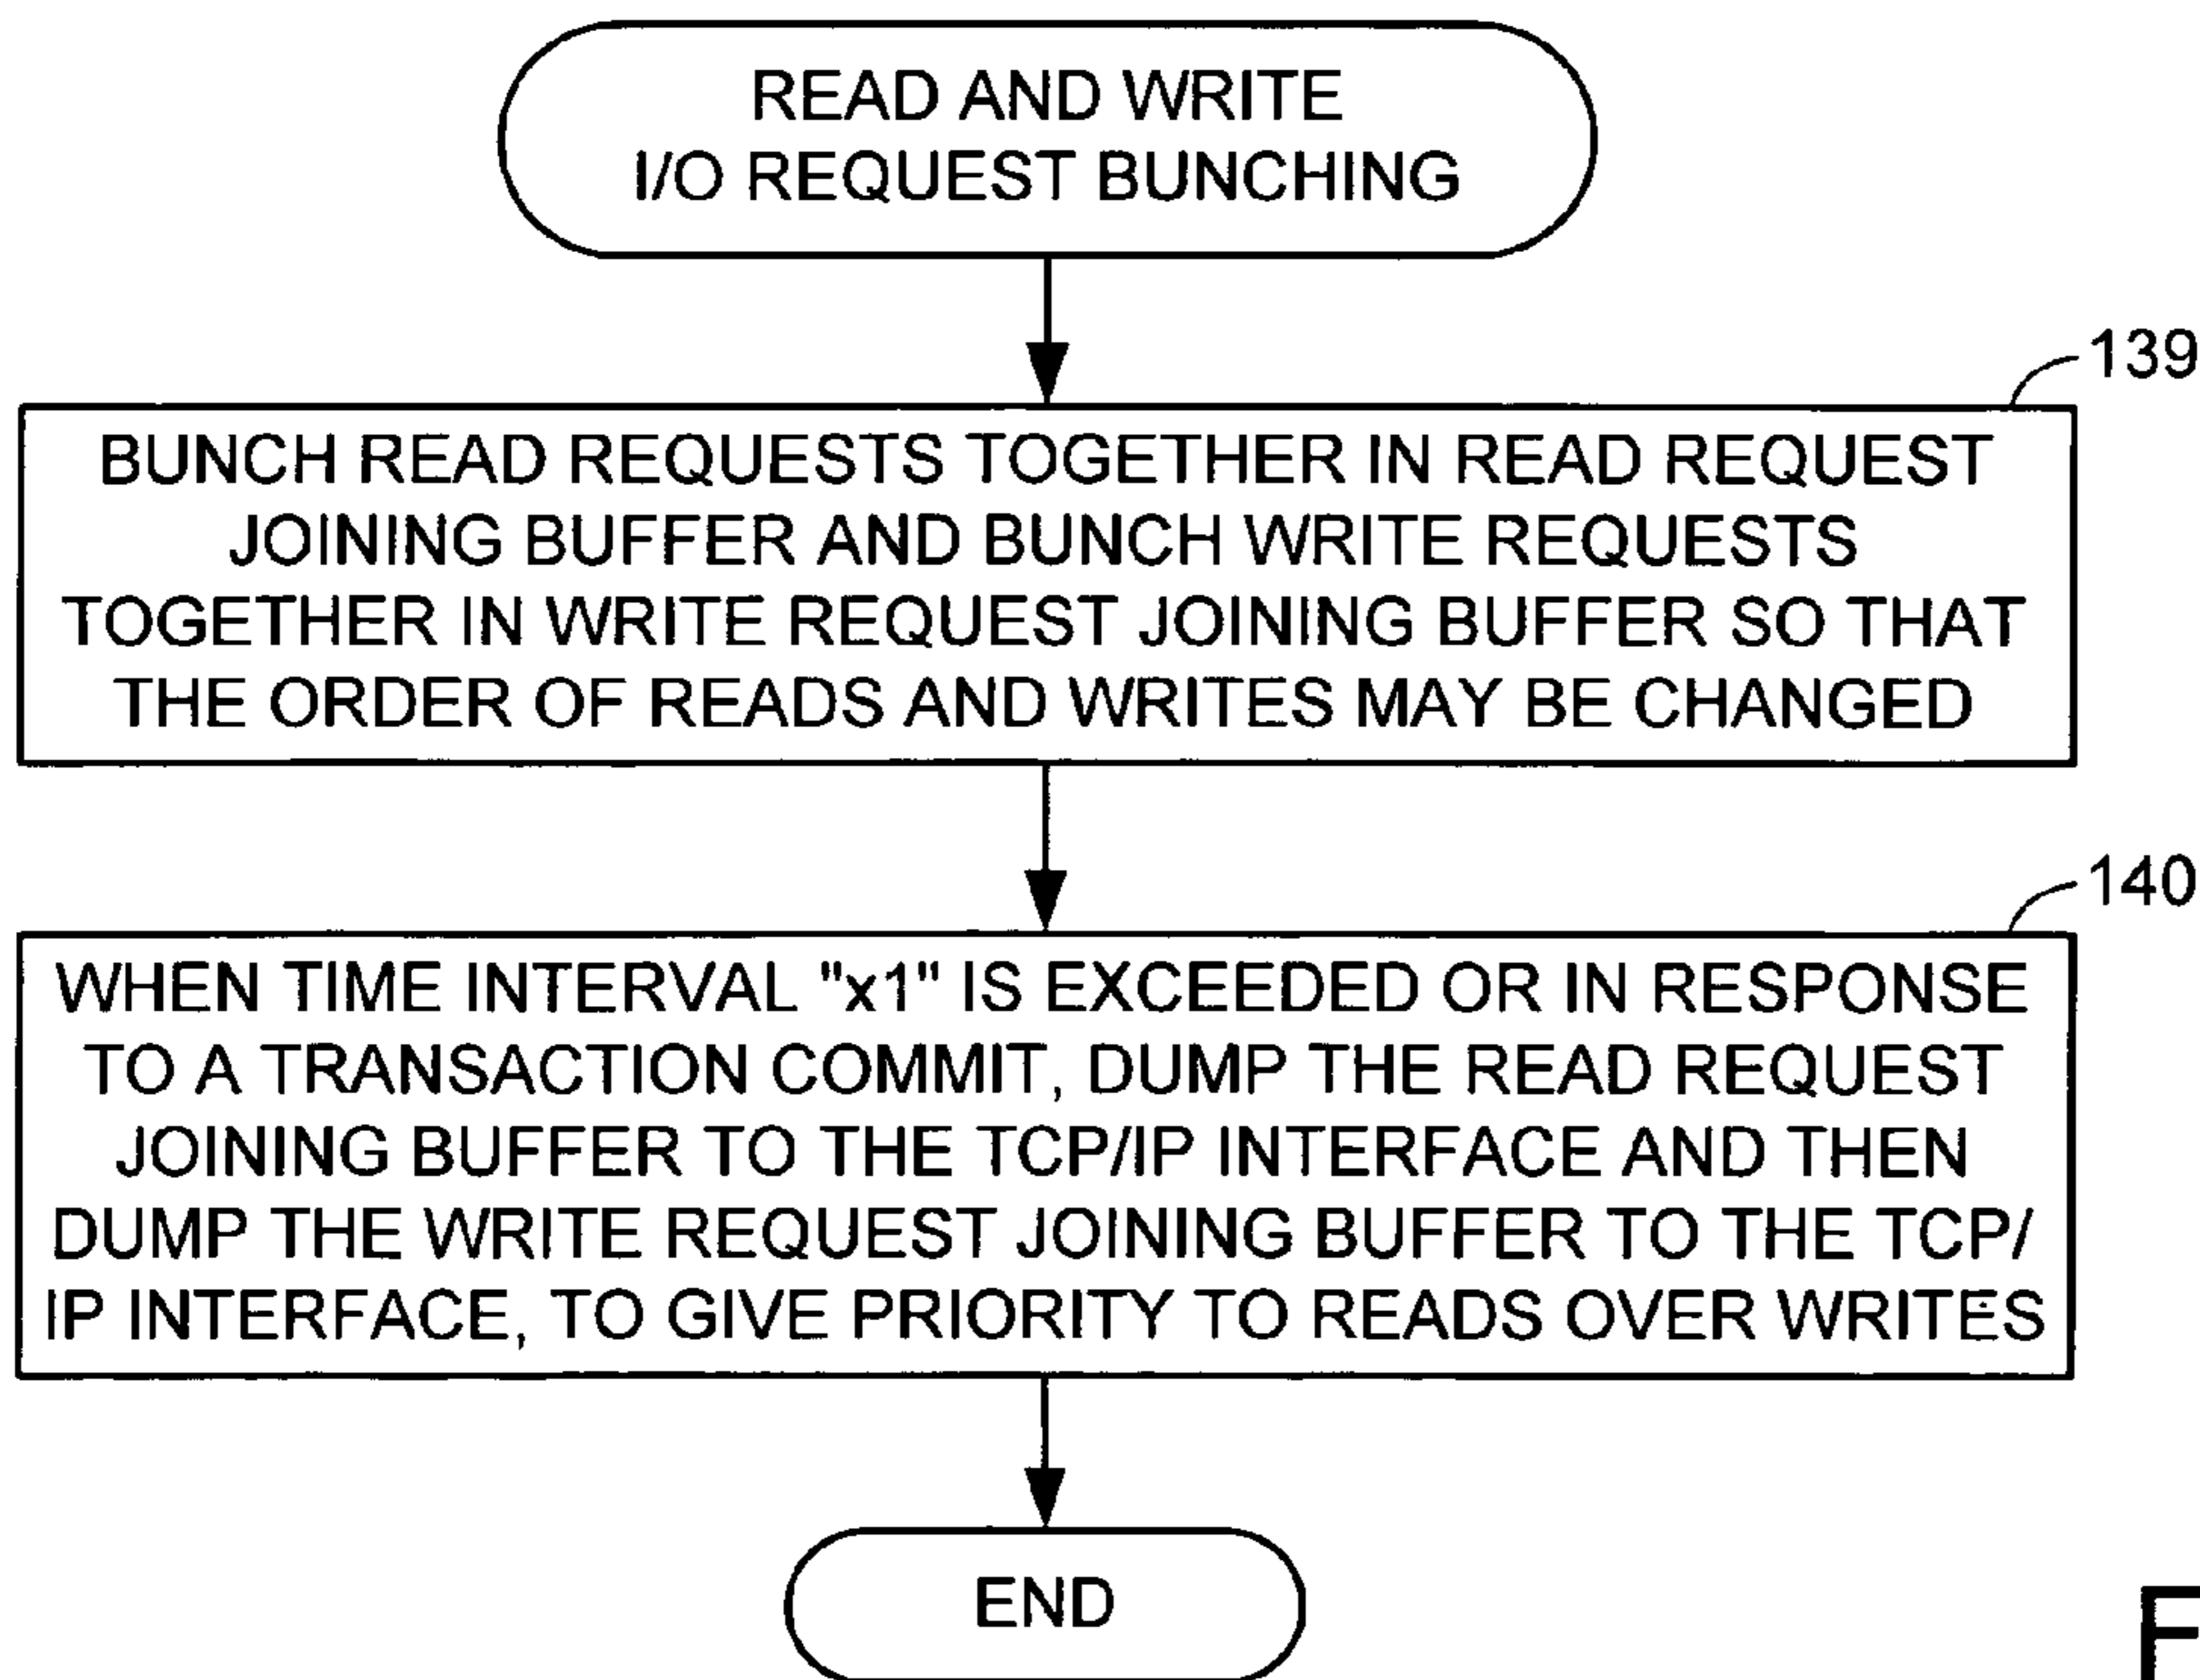 READ AND WRITE
I/O REQUEST BUNCHING
139
BUNCH READ REQUESTS TOGETHER IN READ REQUEST
JOINING BUFFER AND BUNCH WRITE REQUESTS
TOGETHER IN WRITE REQUEST JOINING BUFFER SO THAT
THE ORDER OF READS AND WRITES MAY BE CHANGED
140
WHEN TIME INTERVAL "x1" IS EXCEEDED OR IN RESPONSE
TO A TRANSACTION COMMIT, DUMP THE READ REQUEST
JOINING BUFFER TO THE TCP/IP INTERFACE AND THEN
DUMP THE WRITE REQUEST JOINING BUFFER TO THE TCP/
IP INTERFACE, TO GIVE PRIORITY TO READS OVER WRITES
END